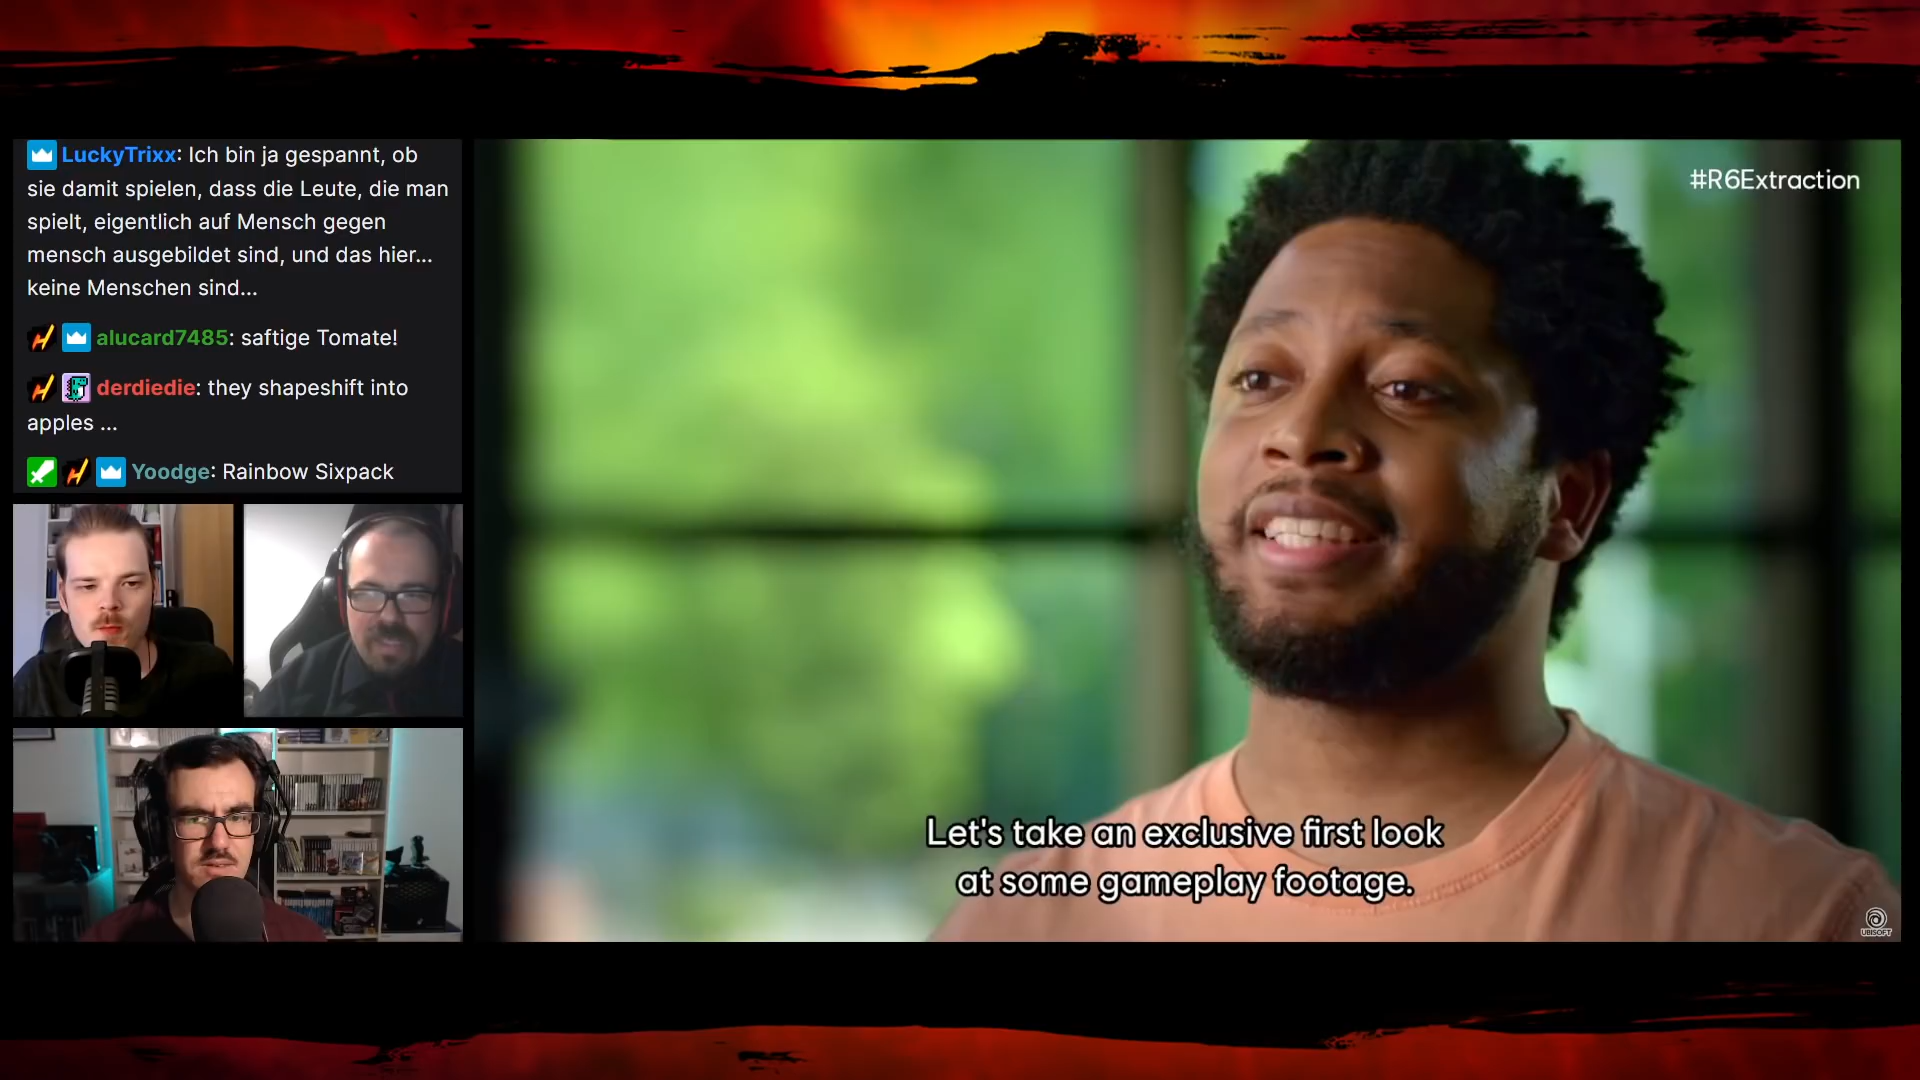 LuckyTrixx: Ich bin ja gespannt, ob
sie damit spielen, dass die Leute, die man
spielt, eigentlich auf Mensch gegen
mensch ausgebildet sind, und das hier...
keine Menschen sind...
alucard7485: saftige Tomate!
derdiedie: they shapeshift into
apples ...
Yoodge: Rainbow Sixpack
#R6Extraction
Let's take an exclusive first look
at some gameplay footage.
UBISOFT